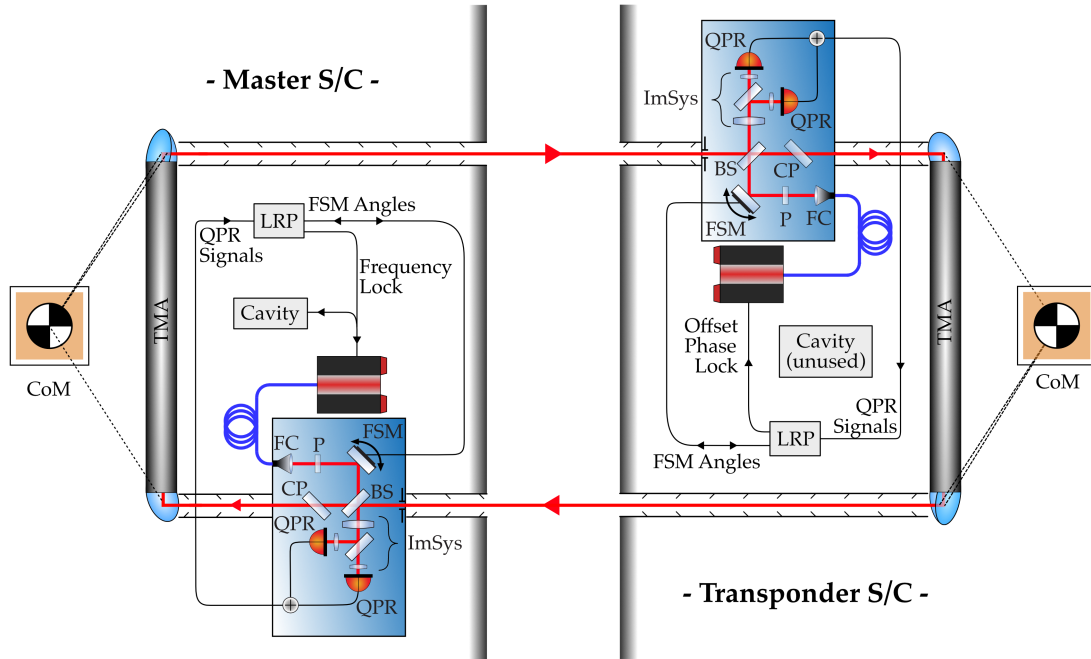 - Master S/C -
QPR
ImSys
QPR
BS
CP
FSM
P
FC
TMA
CoM
LRP
FSM Angles
QPR
Signals
Frequency
Lock
Cavity
FSM
FC
P
CP
BS
QPR
ImSys
QPR
Offset
Phase
Lock
Cavity
(unused)
LRP
QPR
Signals
FSM Angles
TMA
CoM
- Transponder S/C -